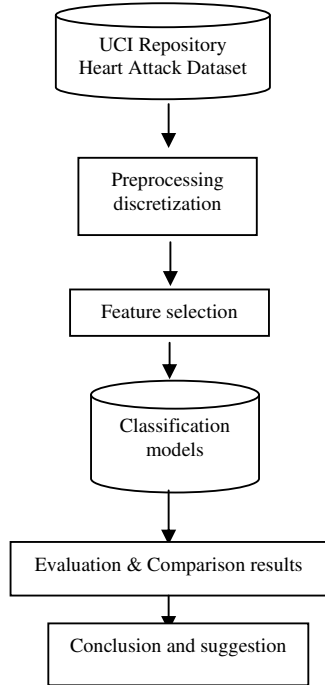 UCI Repository
Heart Attack Dataset
Preprocessing
discretization
Feature selection
Classification
models
Evaluation & Comparison results
Conclusion and suggestion